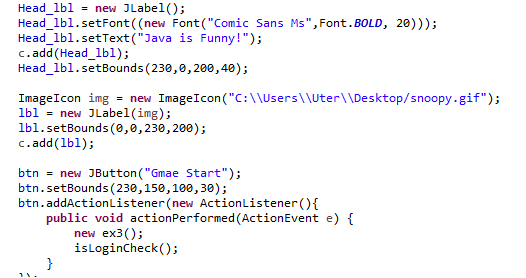 Head_lbl = new JLabel();
Head_lbl.setFont((new Font("Comic Sans Ms",Font.BOLD, 20)));
Head_lbl.setText("Java is Funny!");
c.add(Head_lbl);
Head_lbl.setBounds(230,0,200,40);

ImageIcon img = new ImageIcon("C:\\Users\\Uter\\Desktop/snoopy.gif");
lbl = new JLabel(img);
lbl.setBounds(0,0,230,200);
c.add(lbl);

btn = new JButton("Gmae Start");
btn.setBounds(230,150,100,30);
btn.addActionListener(new ActionListener(){
    public void actionPerformed(ActionEvent e) {
        new ex3();
        isLoginCheck();
    }
});